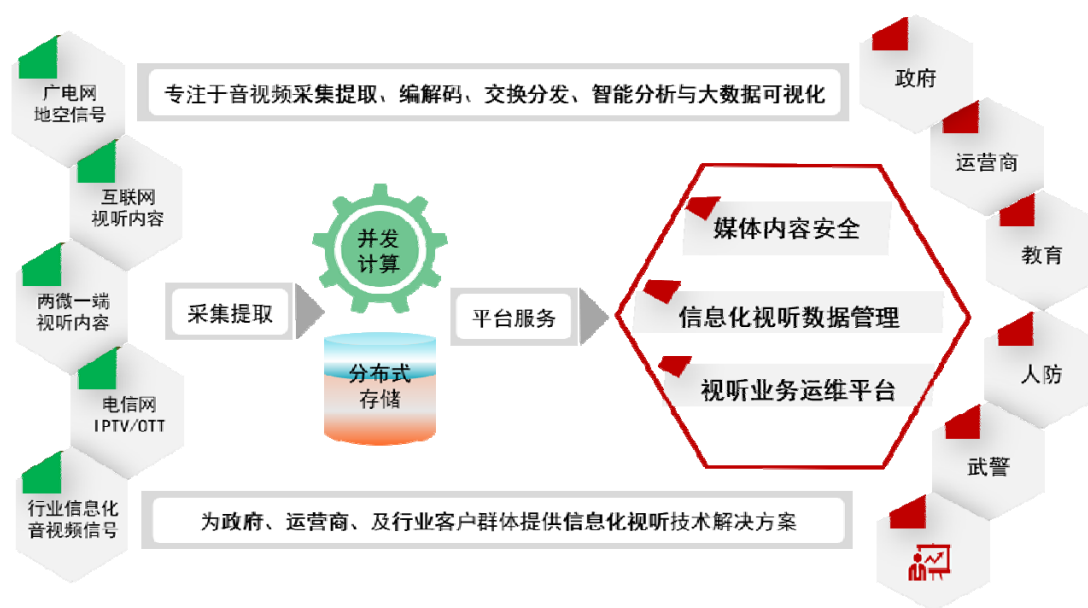 专注于音视频采集提取、编解码、交换分发、智能分析与大数据可视化
广电网
地空信号
互联网
视听内容
两微一端
视听内容
电信网
IPTV/OTT
行业信息化
音视频信号
采集提取
并发
计算
分布式
存储
平台服务
媒体内容安全
信息化视听数据管理
视听业务运维平台
政府
运营商
教育
人防
武警
为政府、运营商、及行业客户群体提供信息化视听技术解决方案